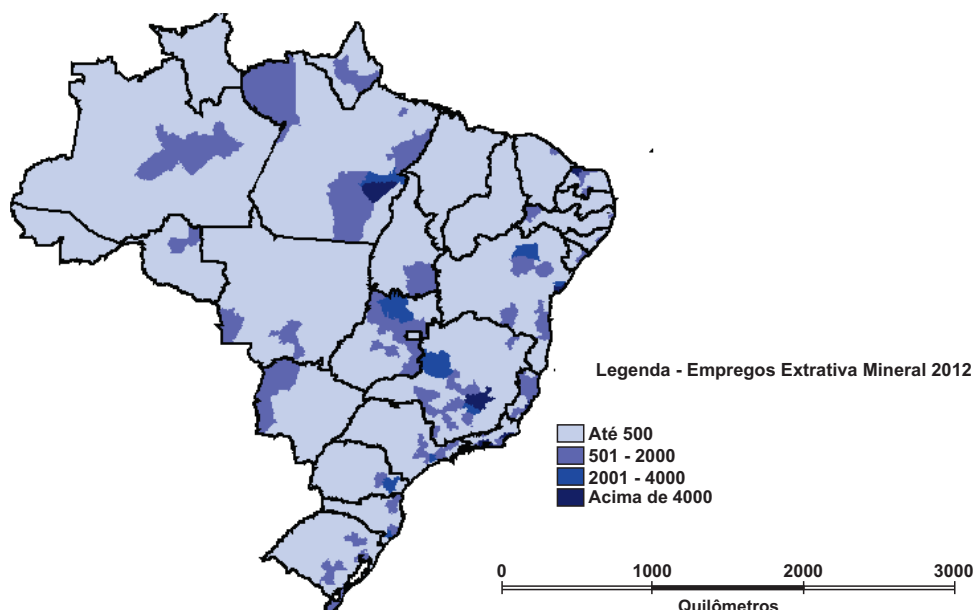 Legenda - Empregos Extrativa Mineral 2012
Até 500
501 - 2000
2001 - 4000
Acima de 4000
0 1000 2000 3000
Quilômetros